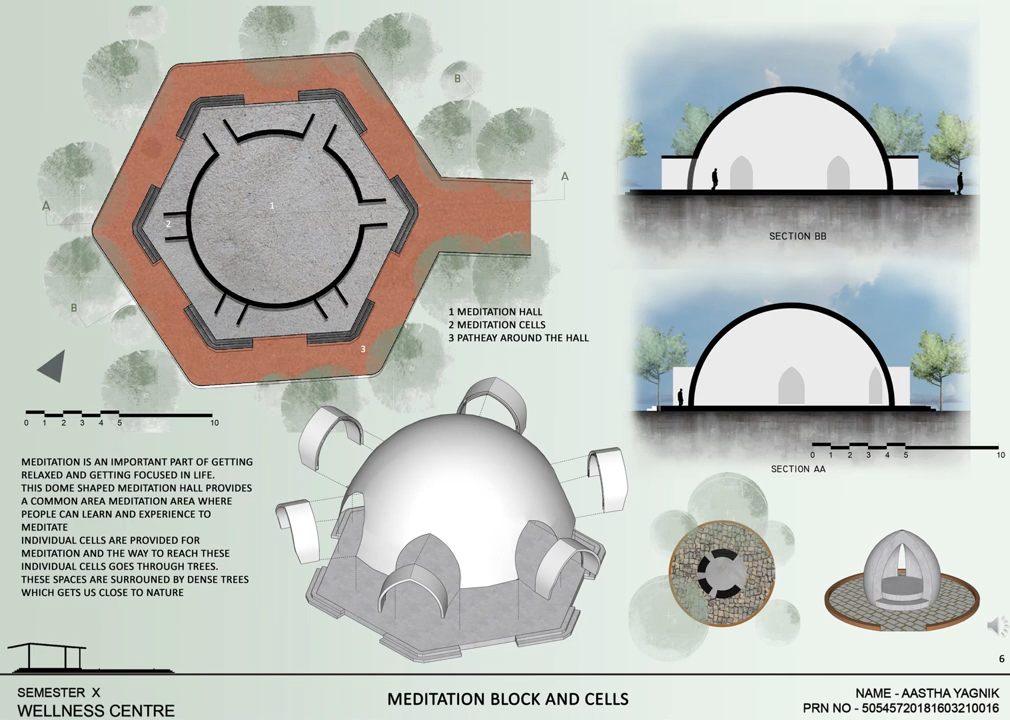 B
A
A
1
2
B
3
1 MEDITATION HALL
2 MEDITATION CELLS
3 PATHEAY AROUND THE HALL
0 1 2 3 4 5 10
MEDITATION IS AN IMPORTANT PART OF GETTING
RELAXED AND GETTING FOCUSED IN LIFE.
THIS DOME SHAPED MEDITATION HALL PROVIDES
A COMMON AREA MEDITATION AREA WHERE
PEOPLE CAN LEARN AND EXPERIENCE TO
MEDITATE
INDIVIDUAL CELLS ARE PROVIDED FOR
MEDITATION AND THE WAY TO REACH THESE
INDIVIDUAL CELLS GOES THROUGH TREES.
THESE SPACES ARE SURROUNED BY DENSE TREES
WHICH GETS US CLOSE TO NATURE
SECTION BB
0 1 2 3 4 5 10
SECTION AA
6
SEMESTER X
WELLNESS CENTRE
MEDITATION BLOCK AND CELLS
NAME - AASTHA YAGNIK
PRN NO - 50545720181603210016